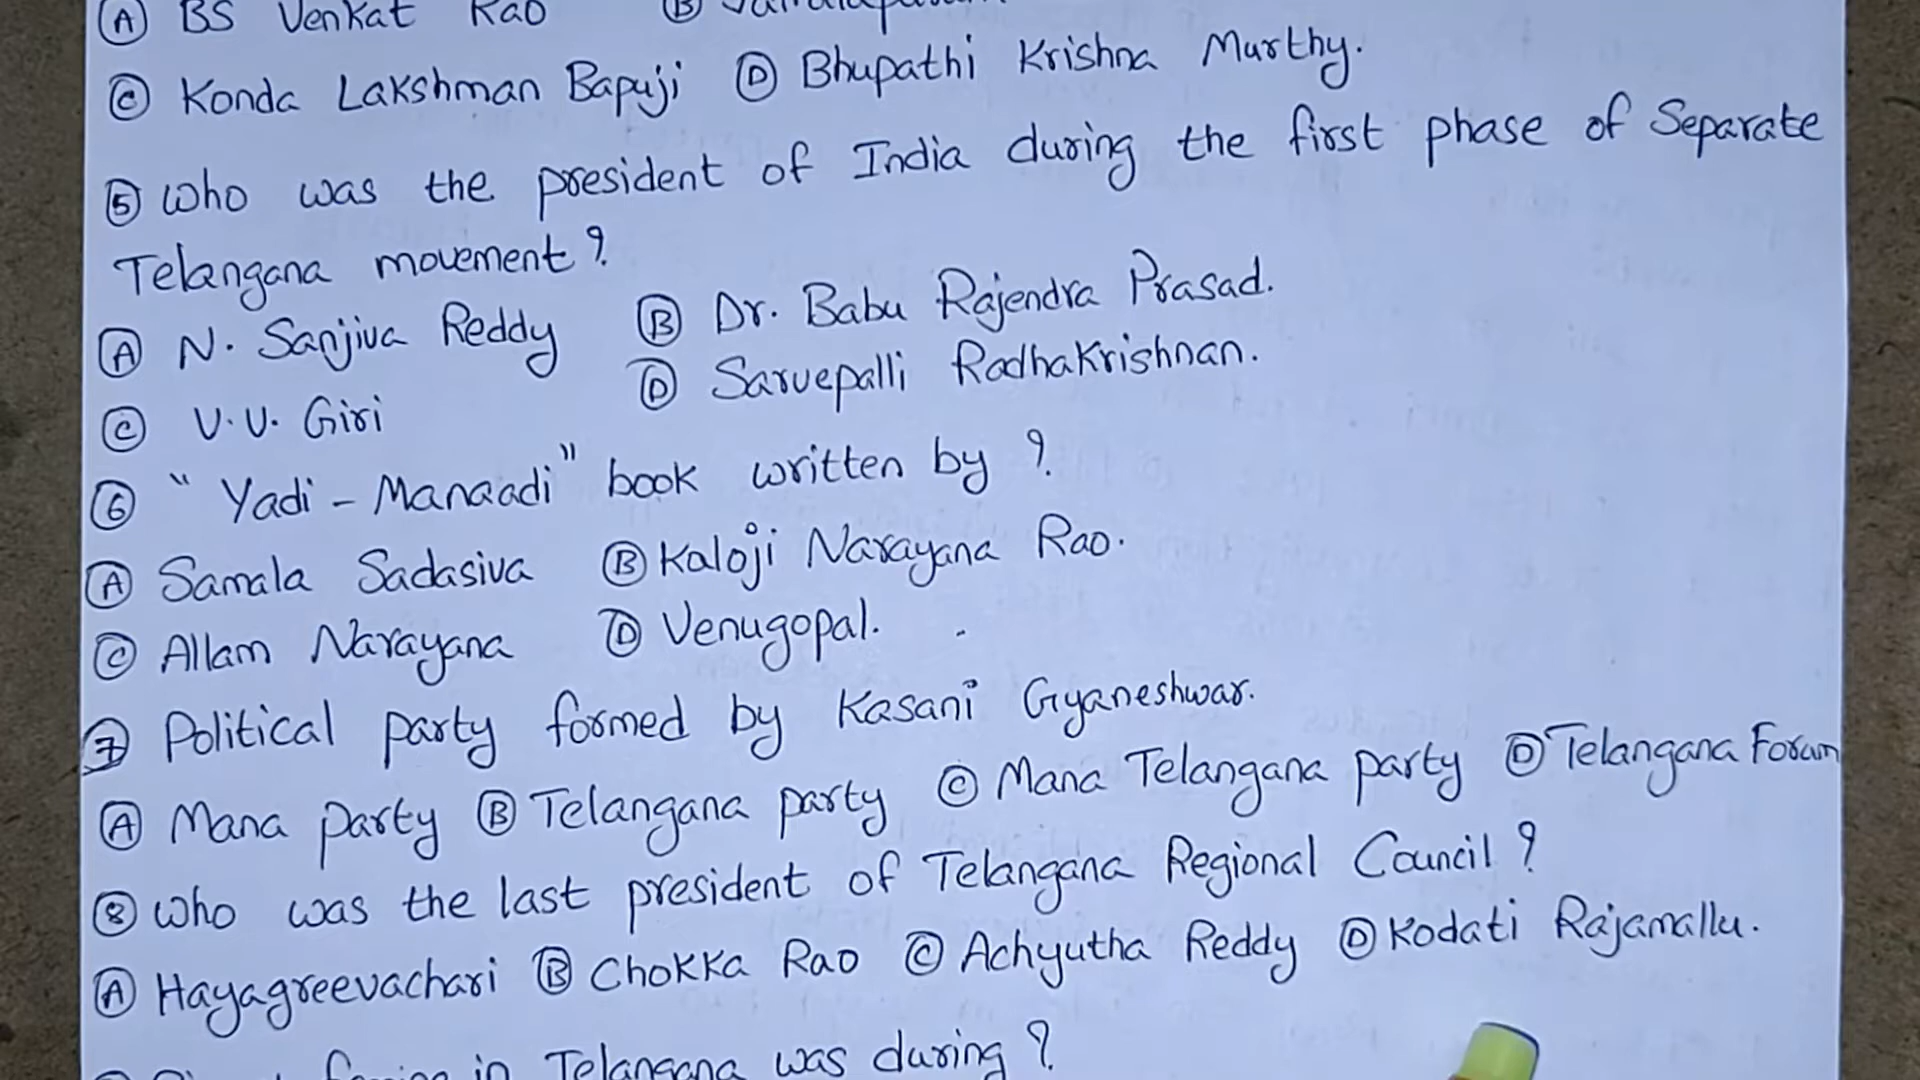 Ⓐ BS Venkat Rao Ⓑ
Ⓒ Konda Lakshman Bapuji Ⓓ Bhupathi Krishna Murthy.
⑤ Who was the president of India during the first phase of Separate
Telangana movement?
Ⓐ N. Sanjiva Reddy Ⓑ Dr. Babu Rajendra Prasad.
Ⓒ V.V. Giri Ⓓ Sarvepalli Radhakrishnan.
⑥ "Yadi - Manaadi" book written by ?
Ⓐ Samala Sadasiva Ⓑ Kaloji Narayana Rao.
Ⓒ Allam Narayana Ⓓ Venugopal.
⑦ Political party formed by Kasani Gyaneshwar.
Ⓐ Mana party Ⓑ Telangana party Ⓒ Mana Telangana party Ⓓ Telangana Forum
⑧ Who was the last president of Telangana Regional Council ?
Ⓐ Hayagreevachari Ⓑ Chokka Rao Ⓒ Achyutha Reddy Ⓓ Kodati Rajamallu.
in Telangana was during ?